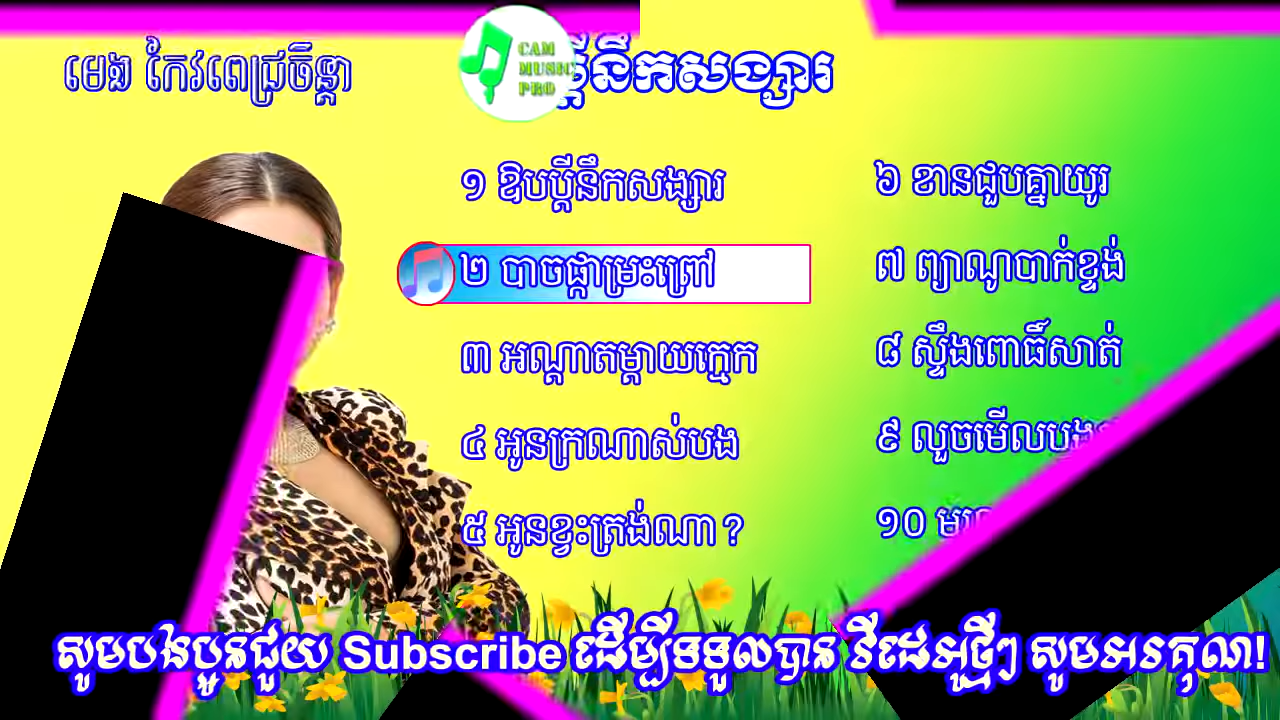 មេង កែវពេជ្រចិន្តា
CAM
MUSIC
PRO
ប្ដីនឹកសង្សារ
១ ឱបប្ដីនឹកសង្សារ
២ បាចផ្កាម្រះព្រៅ
៣ អណ្ដាតម្ដាយក្មេក
៤ អូនក្រណាស់បង
៥ អូនខ្វះត្រង់ណា ?
៦ ខានជួបគ្នាយូរ
៧ ព្យាណូបាក់ខ្ទង់
៨ ស្ទឹងពោធិ៍សាត់
៩ លួចមើលបង
១០
សូមបងប្អូនជួយ Subscribe ដើម្បីទទួលបាន វីដេអូថ្មីៗ សូមអរគុណ!